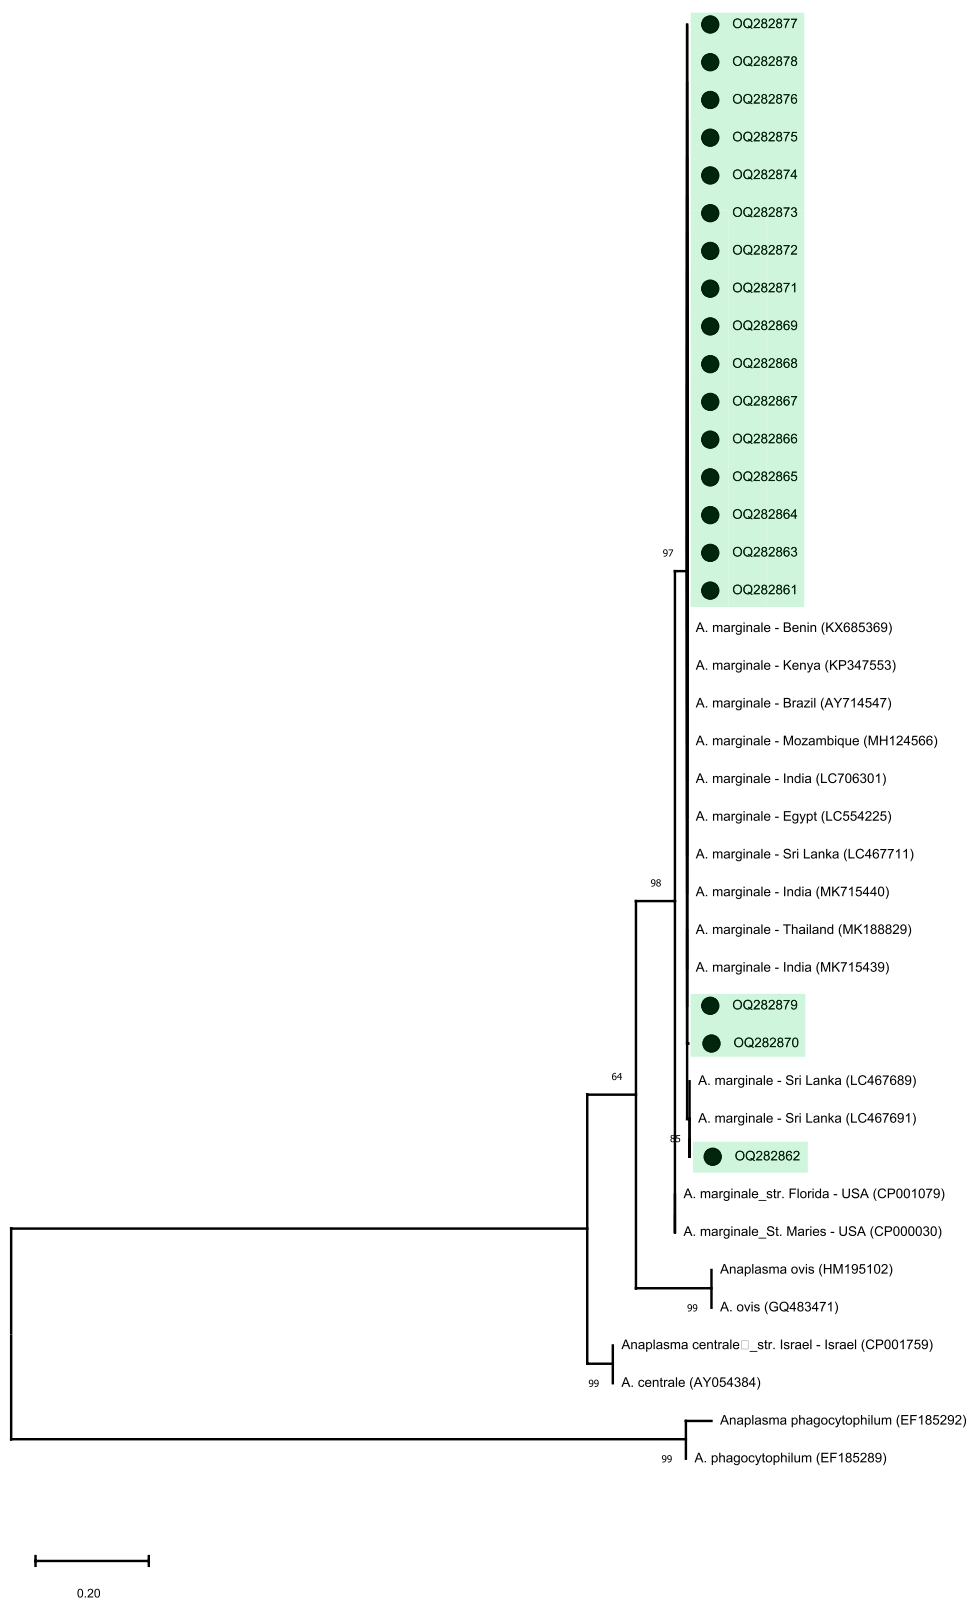 OQ282877
OQ282878
OQ282876
OQ282875
OQ282874
OQ282873
OQ282872
OQ282871
OQ282869
OQ282868
OQ282867
OQ282866
OQ282865
OQ282864
97
OQ282863
OQ282861
A. marginale - Benin (KX685369)
A. marginale - Kenya (KP347553)
A. marginale - Brazil (AY714547)
A. marginale - Mozambique (MH124566)
A. marginale - India (LC706301)
A. marginale - Egypt (LC554225)
A. marginale - Sri Lanka (LC467711)
98
A. marginale - India (MK715440)
A. marginale - Thailand (MK188829)
A. marginale - India (MK715439)
OQ282879
OQ282870
64
A. marginale - Sri Lanka (LC467689)
A. marginale - Sri Lanka (LC467691)
85
OQ282862
A. marginale_str. Florida - USA (CP001079)
A. marginale_St. Maries - USA (CP000030)
Anaplasma ovis (HM195102)
99
A. ovis (GQ483471)
Anaplasma centrale_str. Israel - Israel (CP001759)
99
A. centrale (AY054384)
Anaplasma phagocytophilum (EF185292)
99
A. phagocytophilum (EF185289)
0.20